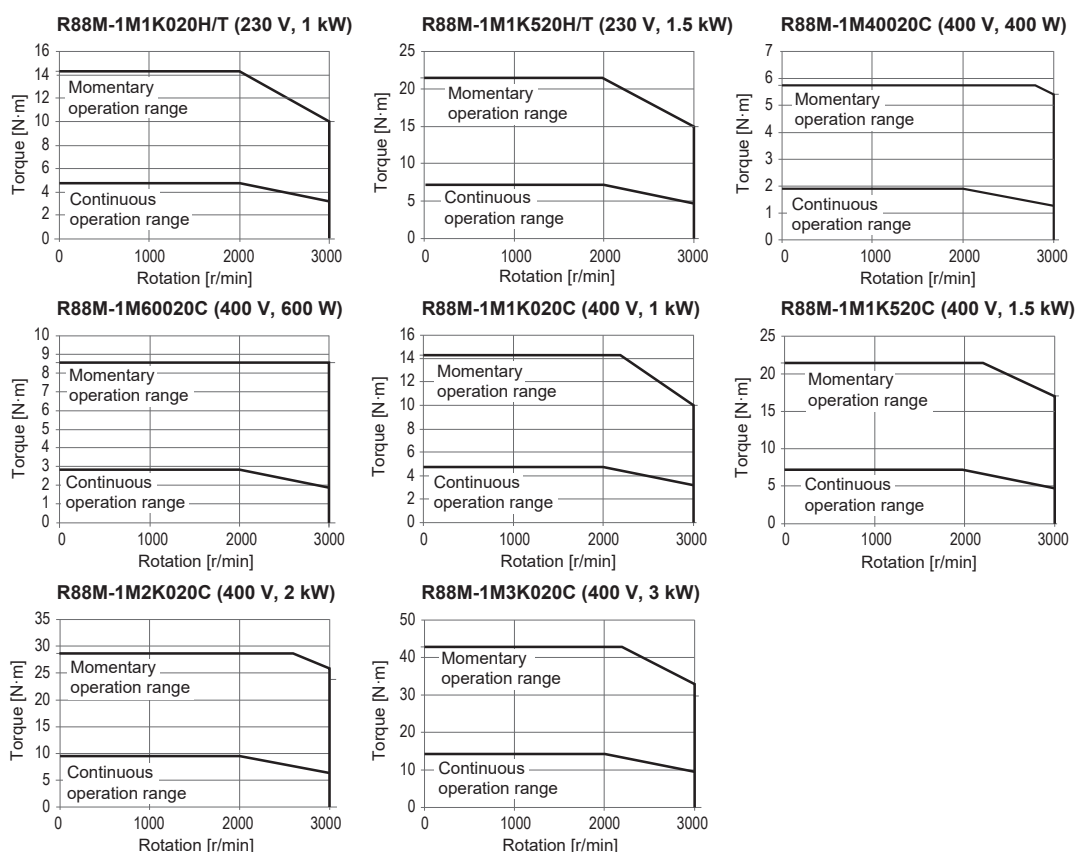 R88M-1M1K020H/T (230 V, 1 kW)
Torque [N·m]
16
14
12
10
8
6
4
2
0
Momentary
operation range
Continuous
operation range
0 1000 2000 3000
Rotation [r/min]
R88M-1M1K520H/T (230 V, 1.5 kW)
Torque [N·m]
25
20
15
10
5
0
Momentary
operation range
Continuous
operation range
0 1000 2000 3000
Rotation [r/min]
R88M-1M40020C (400 V, 400 W)
Torque [N·m]
7
6
5
4
3
2
1
0
Momentary
operation range
Continuous
operation range
0 1000 2000 3000
Rotation [r/min]
R88M-1M60020C (400 V, 600 W)
Torque [N·m]
10
9
8
7
6
5
4
3
2
1
0
Momentary
operation range
Continuous
operation range
0 1000 2000 3000
Rotation [r/min]
R88M-1M1K020C (400 V, 1 kW)
Torque [N·m]
16
14
12
10
8
6
4
2
0
Momentary
operation range
Continuous
operation range
0 1000 2000 3000
Rotation [r/min]
R88M-1M1K520C (400 V, 1.5 kW)
Torque [N·m]
25
20
15
10
5
0
Momentary
operation range
Continuous
operation range
0 1000 2000 3000
Rotation [r/min]
R88M-1M2K020C (400 V, 2 kW)
Torque [N·m]
35
30
25
20
15
10
5
0
Momentary
operation range
Continuous
operation range
0 1000 2000 3000
Rotation [r/min]
R88M-1M3K020C (400 V, 3 kW)
Torque [N·m]
50
40
30
20
10
0
Momentary
operation range
Continuous
operation range
0 1000 2000 3000
Rotation [r/min]